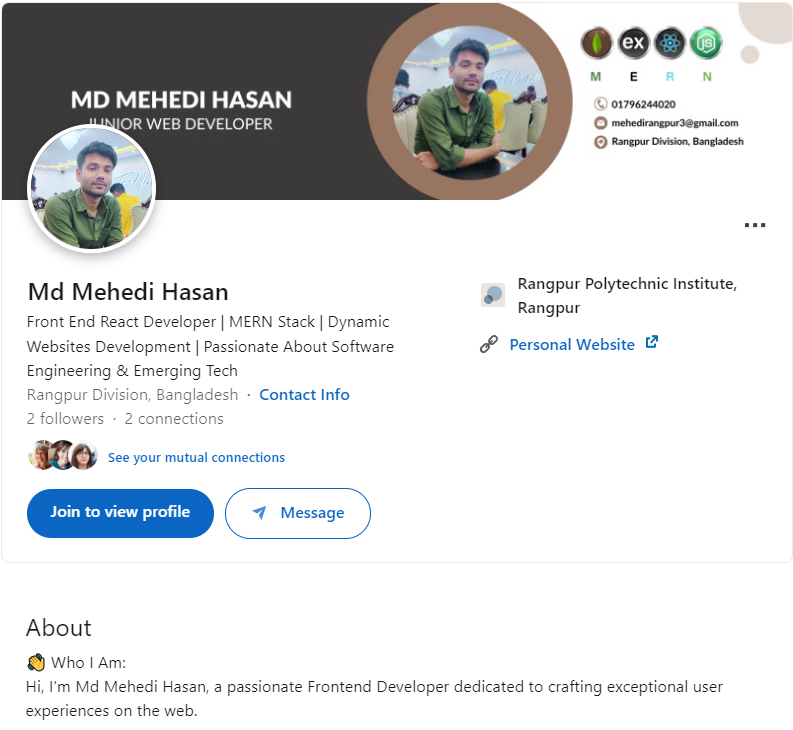 MD MEHEDI HASAN
JUNIOR WEB DEVELOPER
ex
JS
M E R N
01796244020
mehedirangpur3@gmail.com
Rangpur Division, Bangladesh
Md Mehedi Hasan
Front End React Developer | MERN Stack | Dynamic
Websites Development | Passionate About Software
Engineering & Emerging Tech
Rangpur Division, Bangladesh · Contact Info
2 followers · 2 connections
See your mutual connections
Join to view profile
Message
Rangpur Polytechnic Institute,
Rangpur
Personal Website
About
👏 Who I Am:
Hi, I'm Md Mehedi Hasan, a passionate Frontend Developer dedicated to crafting exceptional user
experiences on the web.